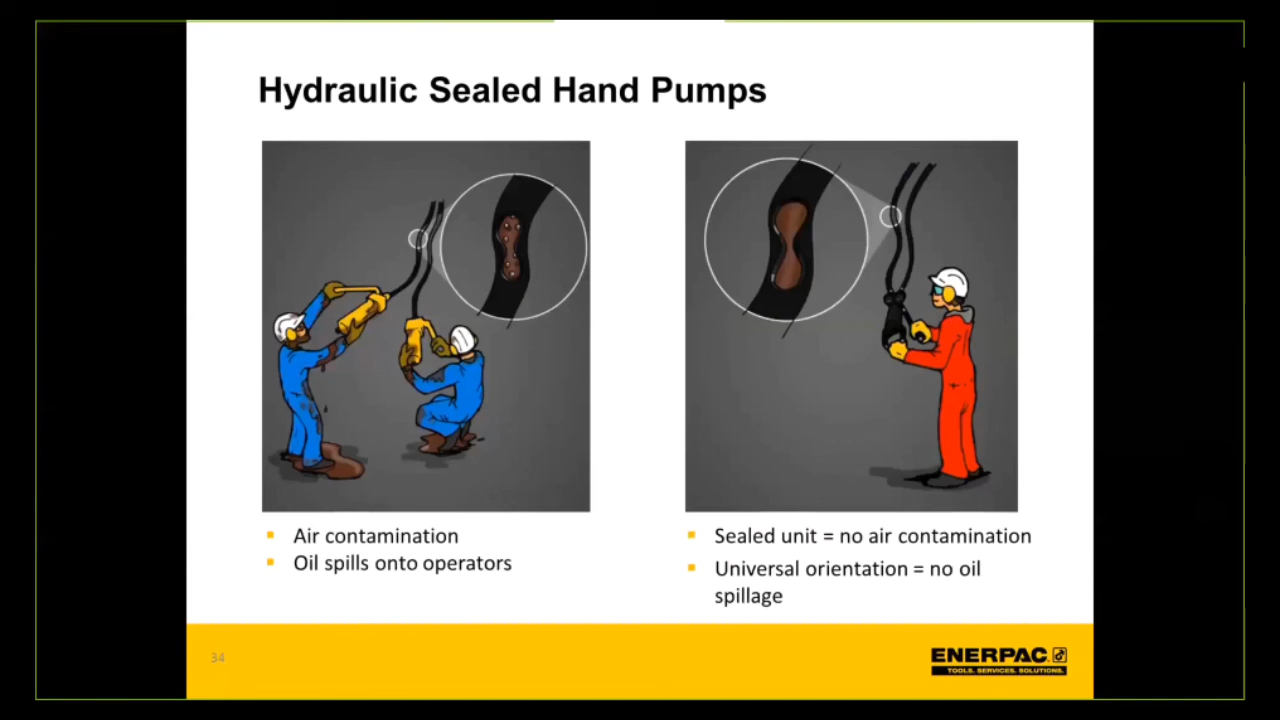 Hydraulic Sealed Hand Pumps
Air contamination
Oil spills onto operators
Sealed unit = no air contamination
Universal orientation = no oil
spillage
34
ENERPAC
TOOLS. SERVICES. SOLUTIONS.